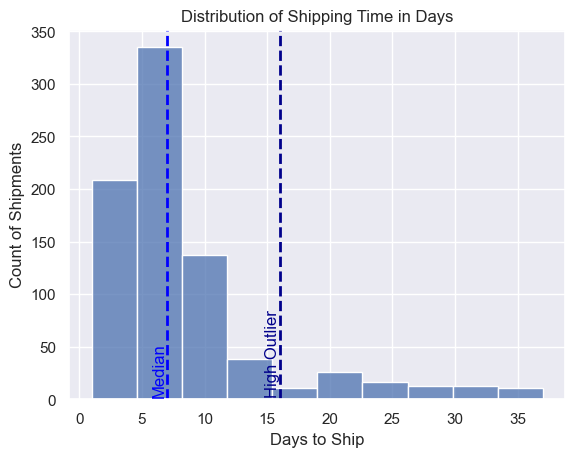 Distribution of Shipping Time in Days
Count of Shipments
350
300
250
200
150
100
50
0
Median
High Outlier
0 5 10 15 20 25 30 35
Days to Ship